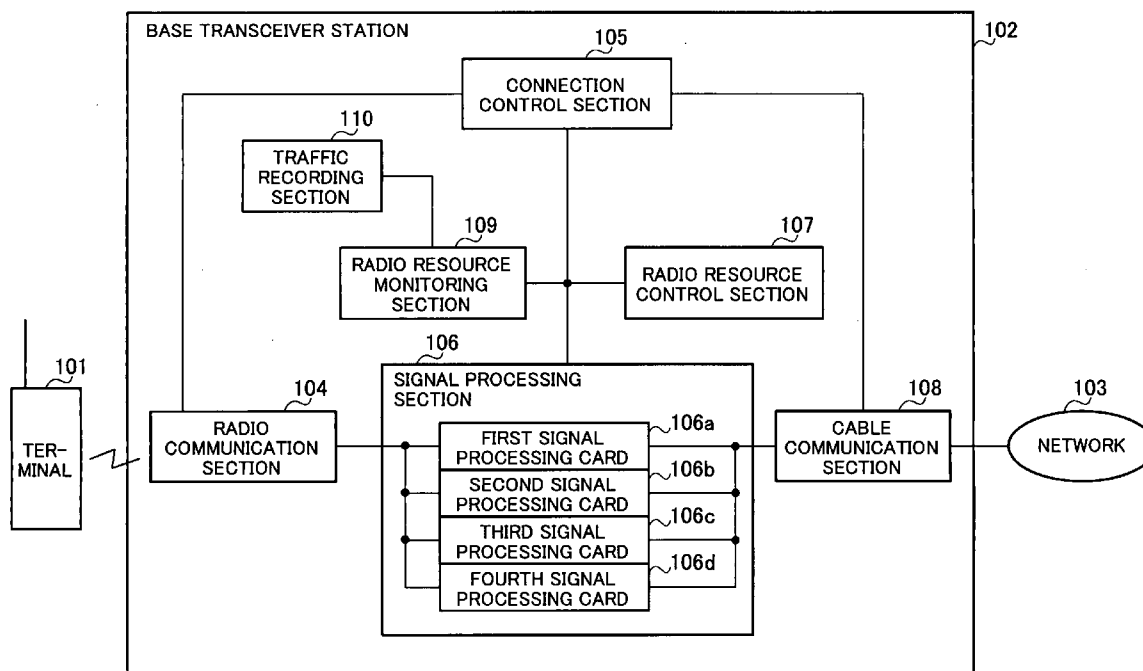 BASE TRANSCEIVER STATION
102
105
CONNECTION
CONTROL SECTION
110
TRAFFIC
RECORDING
SECTION
109
RADIO RESOURCE
MONITORING
SECTION
107
RADIO RESOURCE
CONTROL SECTION
101
TER-
MINAL
104
RADIO
COMMUNICATION
SECTION
106
SIGNAL PROCESSING
SECTION
106a
FIRST SIGNAL
PROCESSING CARD
106b
SECOND SIGNAL
PROCESSING CARD
106c
THIRD SIGNAL
PROCESSING CARD
106d
FOURTH SIGNAL
PROCESSING CARD
108
CABLE
COMMUNICATION
SECTION
103
NETWORK